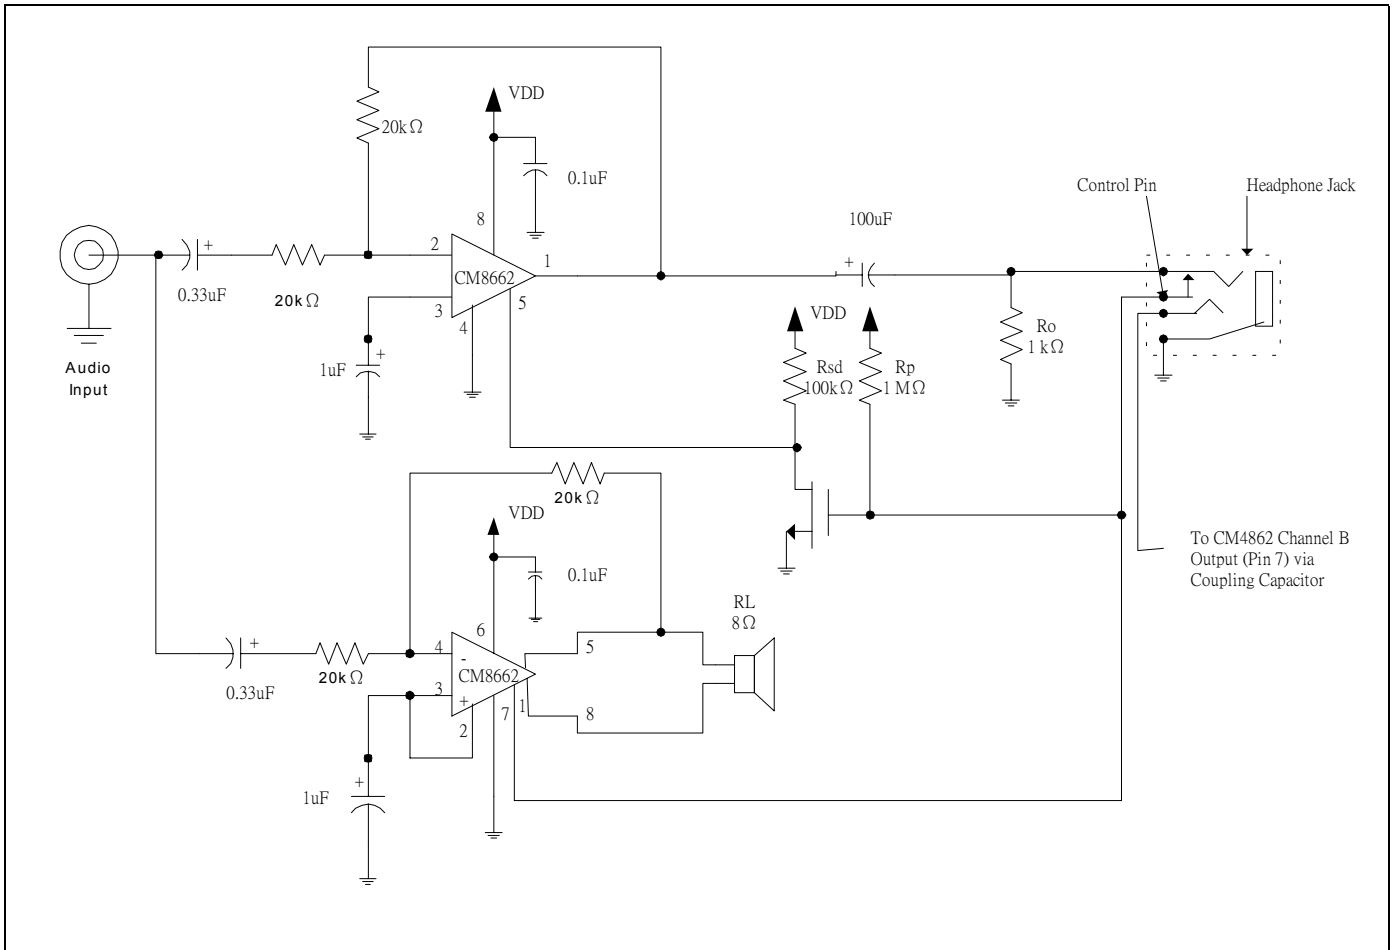 VDD
20kΩ
0.1uF
Control Pin
Headphone Jack
8
100uF
2
1
+
CM8662
+
0.33uF
20kΩ
3
4
5
VDD
Ro
1 kΩ
Audio
Input
+
1uF
Rsd
100kΩ
Rp
1 MΩ
20kΩ
VDD
To CM4862 Channel B
Output (Pin 7) via
Coupling Capacitor
0.1uF
RL
8Ω
6
+
4
-
5
CM8662
20kΩ
0.33uF
3
+
1
7
8
2
+
1uF